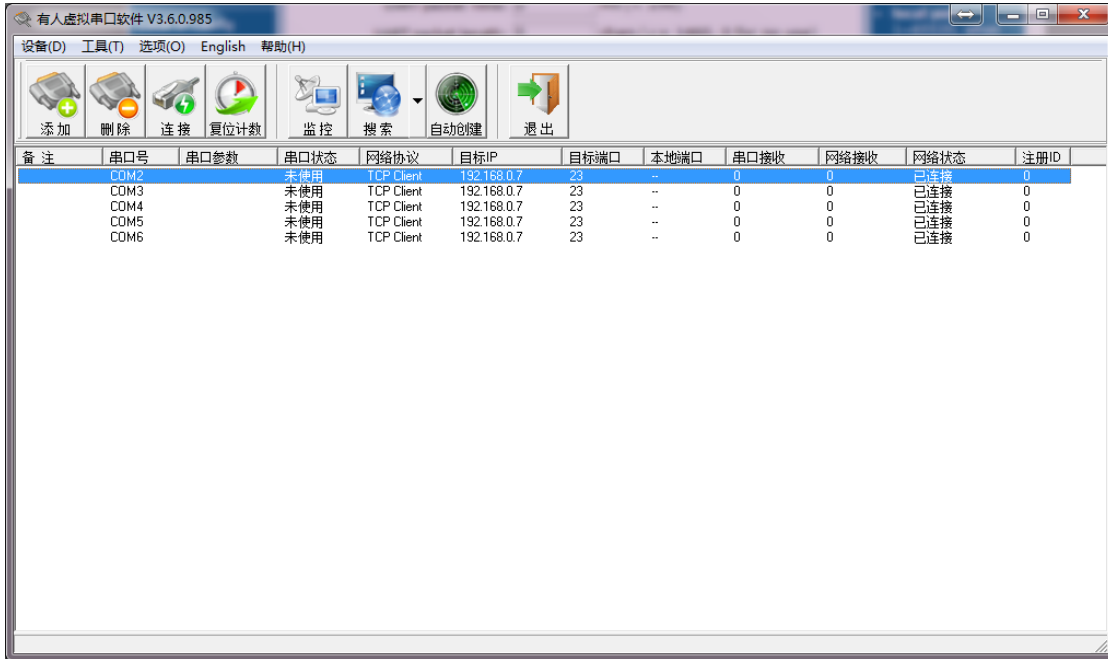 有人虚拟串口软件 V3.6.0.985
设备(D) 工具(T) 选项(O) English 帮助(H)
添加 删除 连接 复位计数 监控 搜索 自动创建 退出
备 注 串口号 串口参数 串口状态 网络协议 目标IP 目标端口 本地端口 串口接收 网络接收 网络状态 注册ID
COM2 未使用 TCP Client 192.168.0.7 23 -- 0 0 已连接 0
COM3 未使用 TCP Client 192.168.0.7 23 -- 0 0 已连接 0
COM4 未使用 TCP Client 192.168.0.7 23 -- 0 0 已连接 0
COM5 未使用 TCP Client 192.168.0.7 23 -- 0 0 已连接 0
COM6 未使用 TCP Client 192.168.0.7 23 -- 0 0 已连接 0